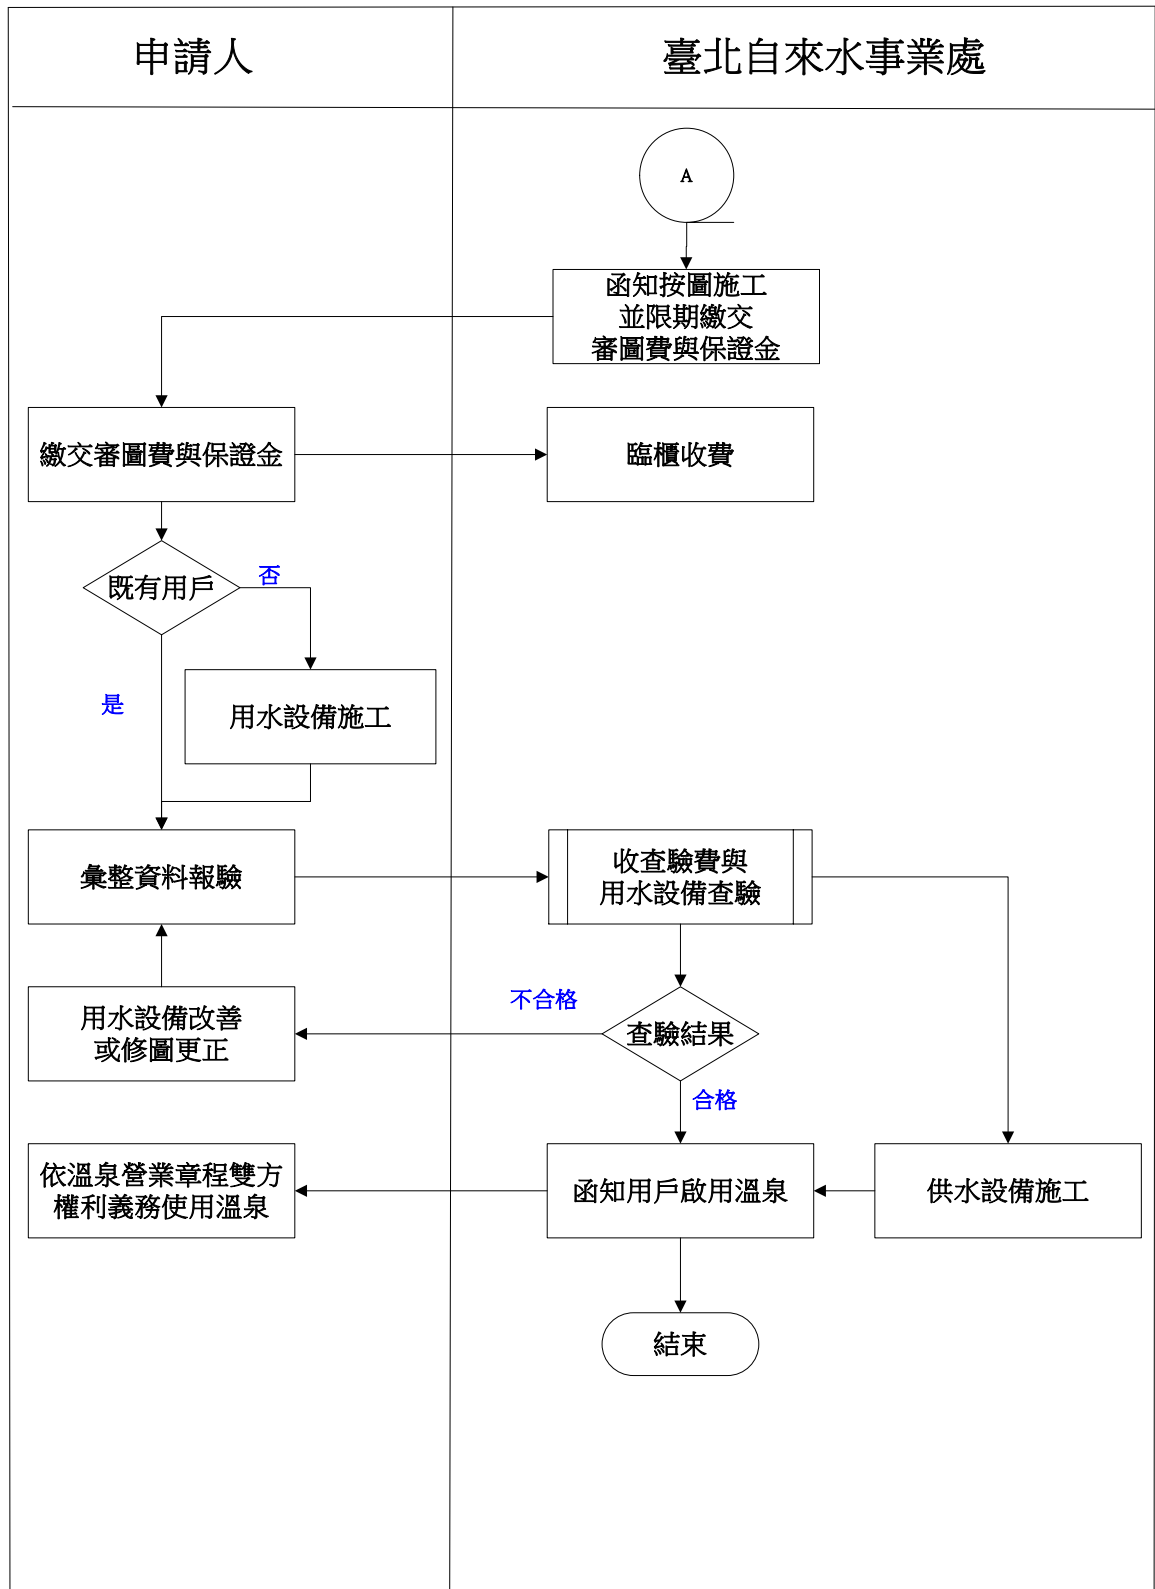 申請人
臺北自來水事業處
A
函知按圖施工
並限期繳交
審圖費與保證金
繳交審圖費與保證金
臨櫃收費
既有用戶
否
是
用水設備施工
彙整資料報驗
收查驗費與
用水設備查驗
不合格
用水設備改善
或修圖更正
查驗結果
合格
依溫泉營業章程雙方
權利義務使用溫泉
函知用戶啟用溫泉
供水設備施工
結束